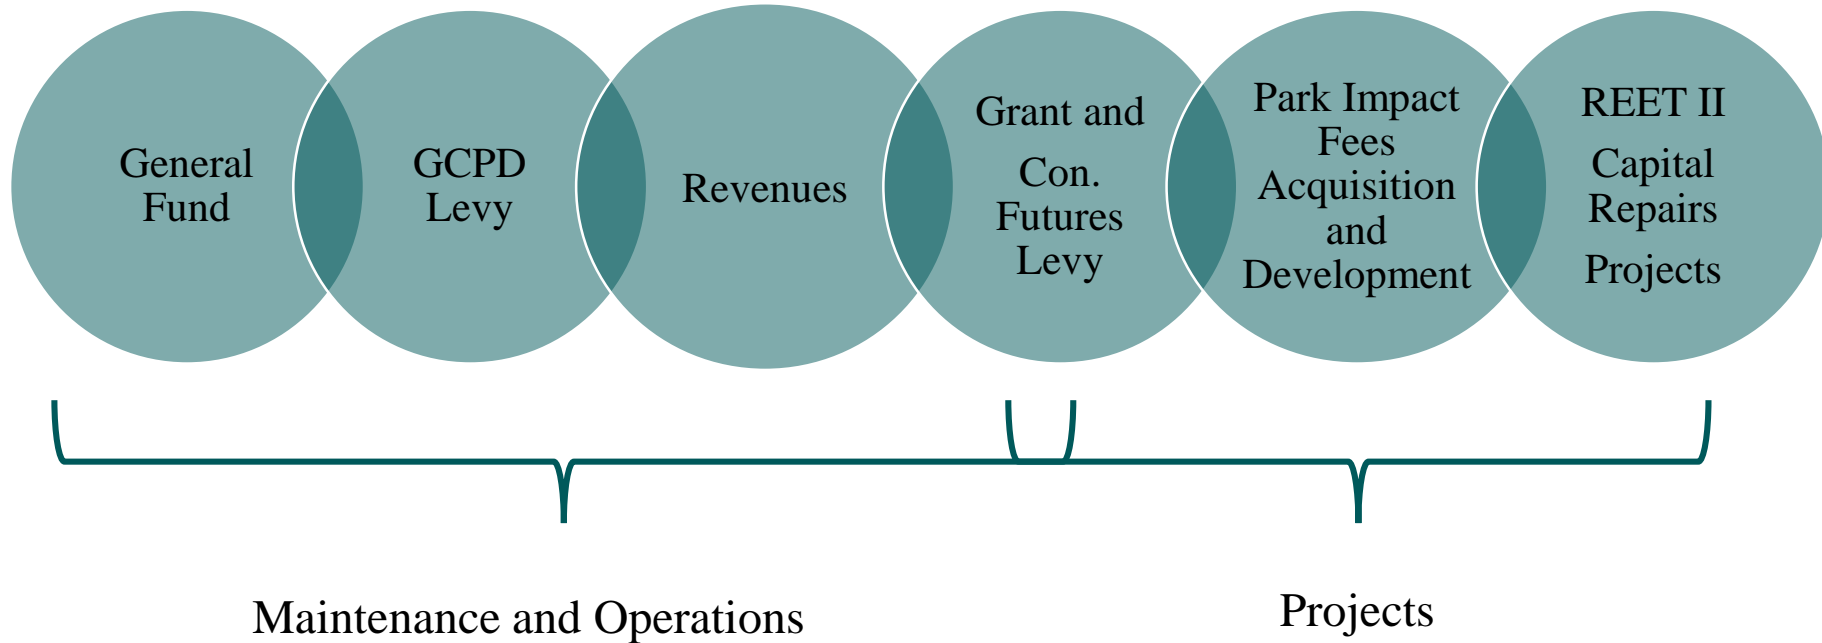 General
Fund
GCPD
Levy
Revenues
Grant and
Con.
Futures
Levy
Park Impact
Fees
Acquisition
and
Development
REET II
Capital
Repairs
Projects
Maintenance and Operations
Projects